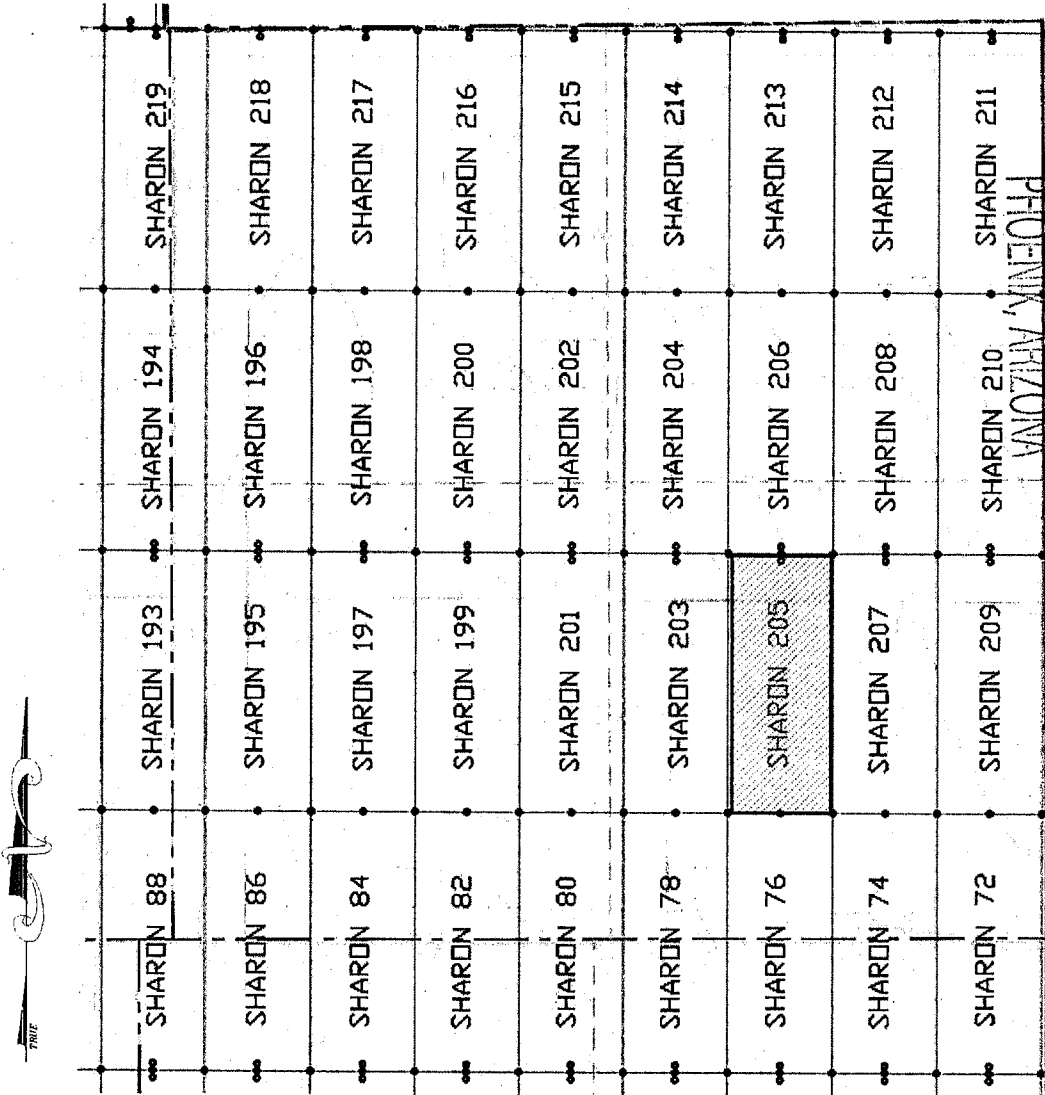 SHARON 219
SHARON 218
SHARON 217
SHARON 216
SHARON 215
SHARON 214
SHARON 213
SHARON 212
SHARON 211
PHOENIX, ARIZONA
SHARON 194
SHARON 196
SHARON 198
SHARON 200
SHARON 202
SHARON 204
SHARON 206
SHARON 208
SHARON 210
SHARON 193
SHARON 195
SHARON 197
SHARON 199
SHARON 201
SHARON 203
SHARON 205
SHARON 207
SHARON 209
SHARON 88
SHARON 86
SHARON 84
SHARON 82
SHARON 80
SHARON 78
SHARON 76
SHARON 74
SHARON 72
TRUE